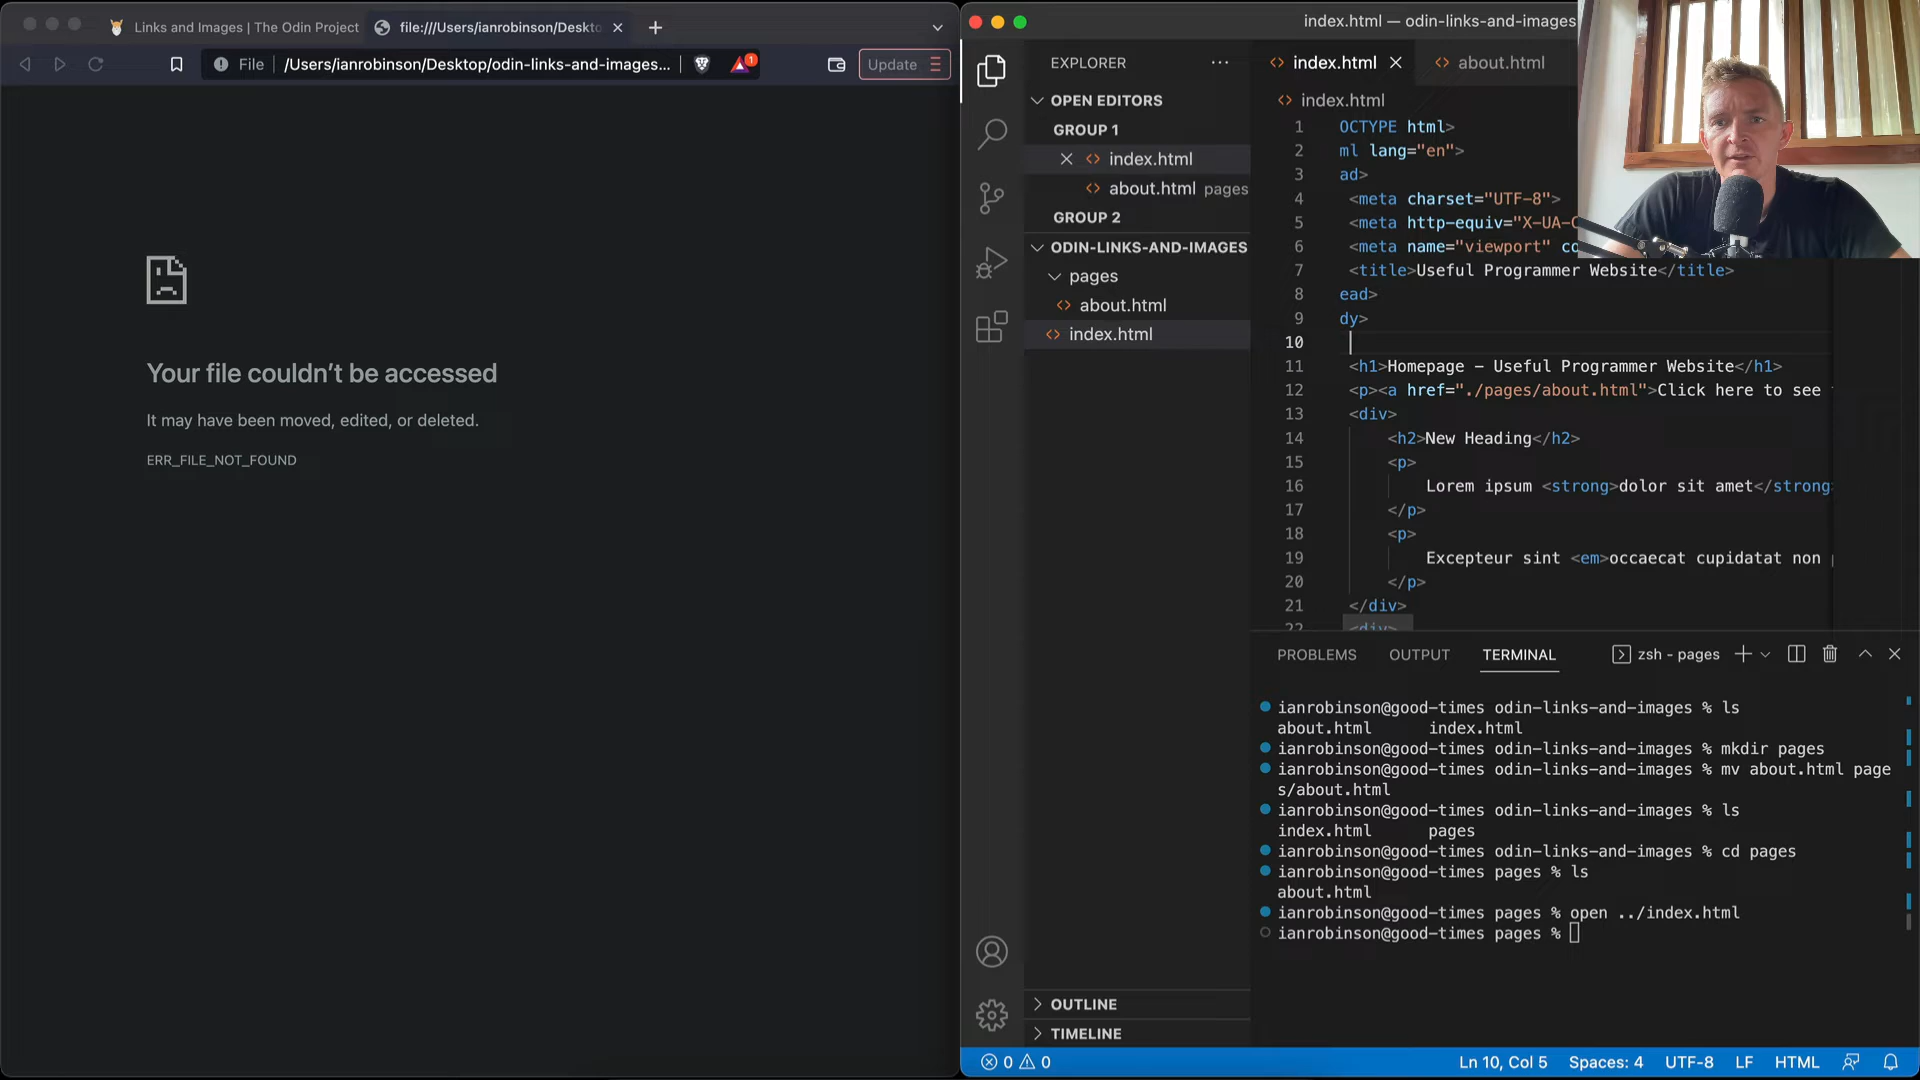 Links and Images | The Odin Project
file:///Users/ianrobinson/Deskto
File
/Users/ianrobinson/Desktop/odin-links-and-images...
1
Update
Your file couldn't be accessed
It may have been moved, edited, or deleted.
ERR_FILE_NOT_FOUND
index.html — odin-links-and-images
EXPLORER
OPEN EDITORS
GROUP 1
index.html
about.html pages
GROUP 2
ODIN-LINKS-AND-IMAGES
pages
about.html
index.html
OUTLINE
TIMELINE
index.html
about.html
index.html
1 OCTYPE html>
2 ml lang="en">
3 ad>
4 <meta charset="UTF-8">
5 <meta http-equiv="X-UA-C
6 <meta name="viewport" co
7 <title>Useful Programmer Website</title>
8 ead>
9 dy>
10
11 <h1>Homepage – Useful Programmer Website</h1>
12 <p><a href="./pages/about.html">Click here to see
13 <div>
14 <h2>New Heading</h2>
15 <p>
16 Lorem ipsum <strong>dolor sit amet</strong>
17 </p>
18 <p>
19 Excepteur sint <em>occaecat cupidatat non
20 </p>
21 </div>
22 <div>
PROBLEMS
OUTPUT
TERMINAL
zsh - pages
ianrobinson@good-times odin-links-and-images % ls
about.html index.html
ianrobinson@good-times odin-links-and-images % mkdir pages
ianrobinson@good-times odin-links-and-images % mv about.html page
s/about.html
ianrobinson@good-times odin-links-and-images % ls
index.html pages
ianrobinson@good-times odin-links-and-images % cd pages
ianrobinson@good-times pages % ls
about.html
ianrobinson@good-times pages % open ../index.html
ianrobinson@good-times pages %
0 0
Ln 10, Col 5
Spaces: 4
UTF-8
LF
HTML